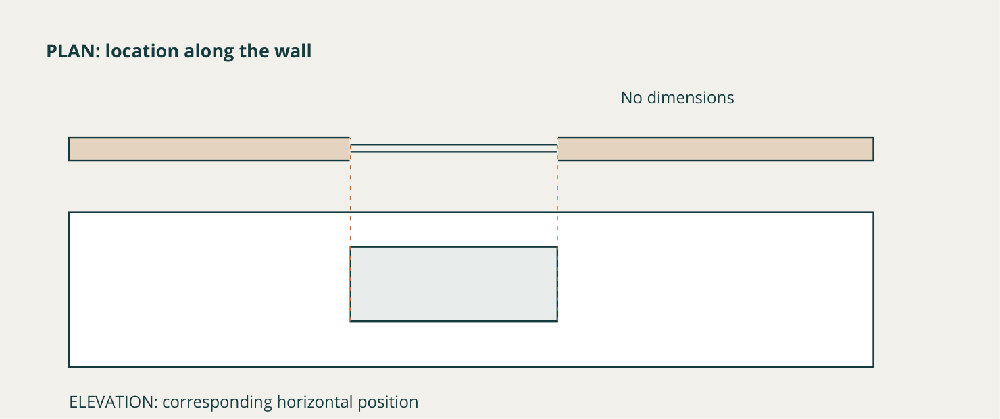 PLAN: location along the wall
No dimensions
ELEVATION: corresponding horizontal position